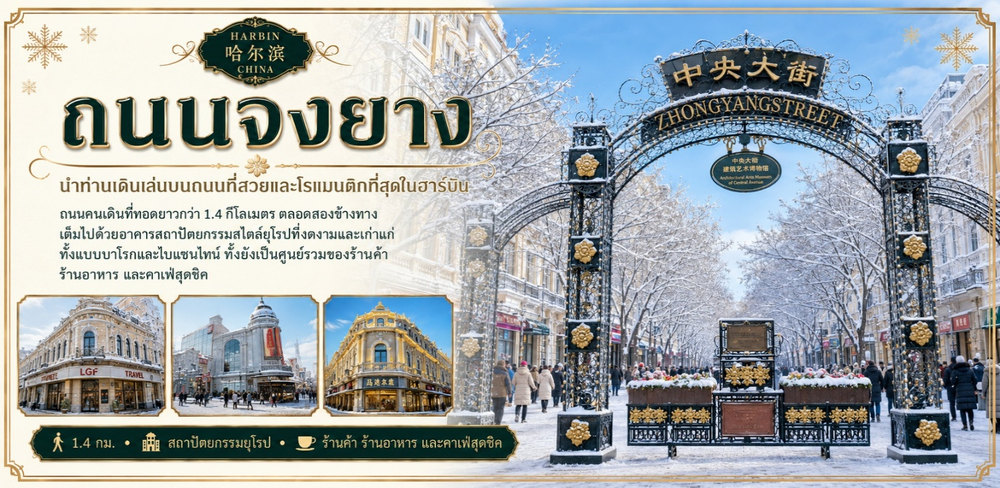 HARBIN
哈尔滨
CHINA
ถนนจงยาง
นำท่านเดินเล่นบนถนนที่สวยและโรแมนติกที่สุดในฮาร์บิน
ถนนคนเดินที่ทอดยาวกว่า 1.4 กิโลเมตร ตลอดสองข้างทาง
เต็มไปด้วยอาคารสถาปัตยกรรมสไตล์ยุโรปที่งดงามและเก่าแก่
ทั้งแบบบาโรกและไบแซนไทน์ ทั้งยังเป็นศูนย์รวมของร้านค้า
ร้านอาหาร และคาเฟ่สุดชิค
LGF
TRAVEL
1.4 กม. • สถาปัตยกรรมยุโรป • ร้านค้า ร้านอาหาร และคาเฟ่สุดชิค
中央大街
ZHONGYANGSTREET
中央大街
建筑艺术博物馆
Architectural Arts Museum
of Central Avenue